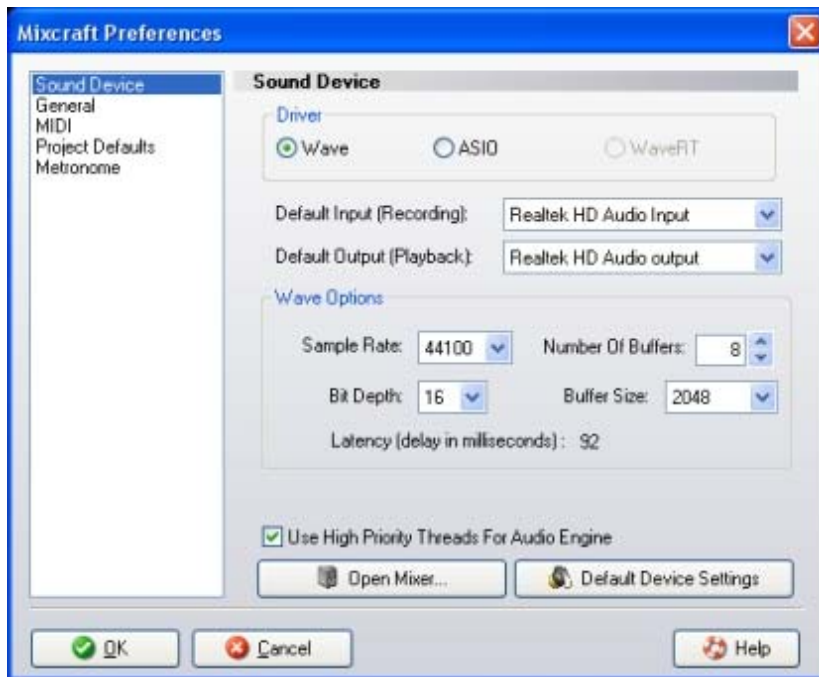 Mixcraft Preferences
Sound Device
General
MIDI
Project Defaults
Metronome
Sound Device
Driver
Wave ASIO WaveRT
Default Input (Recording): Realtek HD Audio Input
Default Output (Playback): Realtek HD Audio output
Wave Options
Sample Rate: 44100 Number Of Buffers: 8
Bit Depth: 16 Buffer Size: 2048
Latency (delay in milliseconds) : 92
Use High Priority Threads For Audio Engine
Open Mixer... Default Device Settings
OK Cancel Help